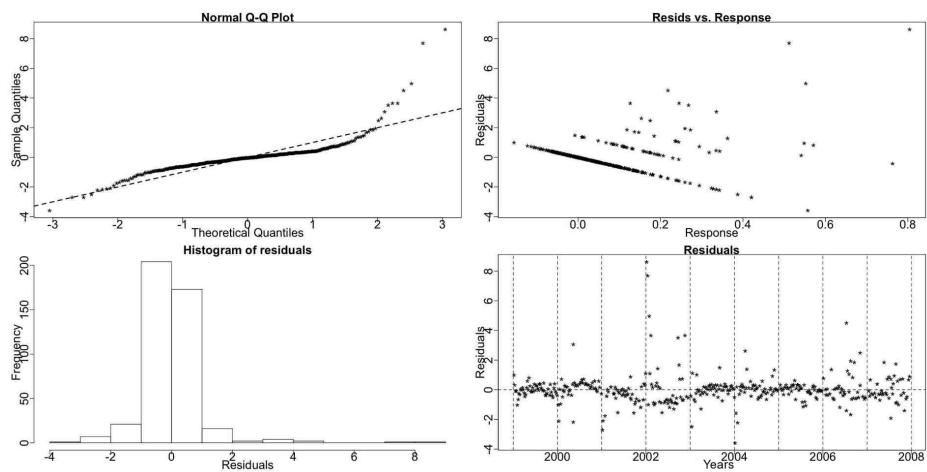 Normal Q-Q Plot
Sample Quantiles
-4 -2 0 2 4 6 8
-3 -2 -1 0 1 2 3
Theoretical Quantiles
Resids vs. Response
Residuals
-4 -2 0 2 4 6 8
0.0 0.2 0.4 0.6 0.8
Response
Histogram of residuals
Frequency
0 50 100 150 200
-4 -2 0 2 4 6 8
Residuals
Residuals
Residuals
-4 -2 0 2 4 6 8
2000 2002 2004 2006 2008
Years